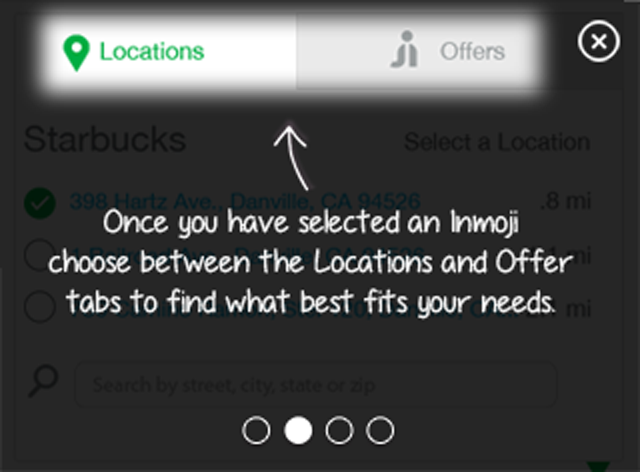 Locations
Offers
Starbucks
Select a Location
398 Hartz Ave., Danville, CA 94526
.8 mi
Once you have selected an Inmoji
choose between the Locations and Offer
tabs to find what best fits your needs.
mi
mi
Search by street, city, state or zip